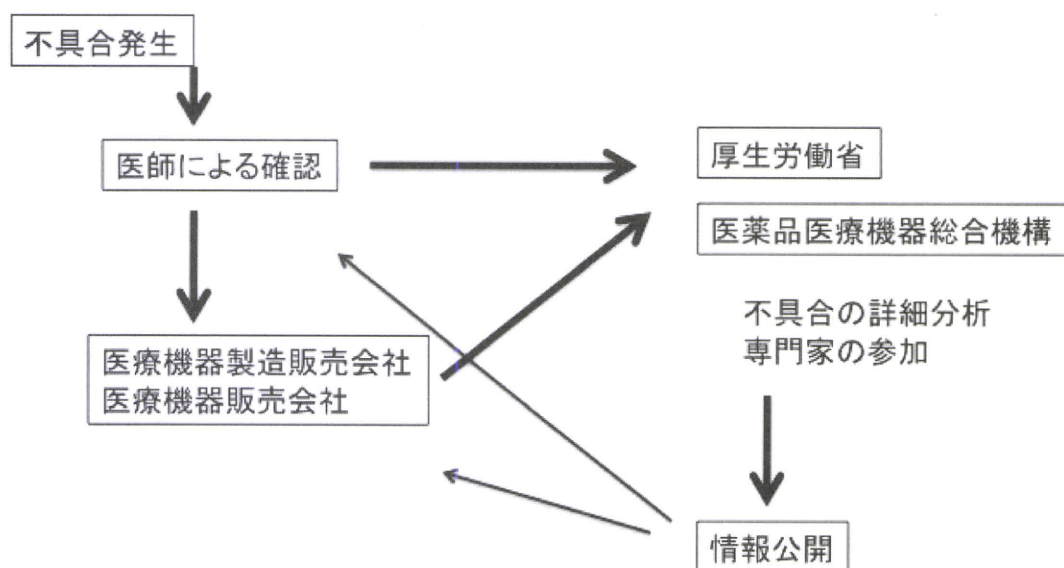 不具合発生
医師による確認
厚生労働省
医薬品医療機器総合機構
不具合の詳細分析
専門家の参加
医療機器製造販売会社
医療機器販売会社
情報公開